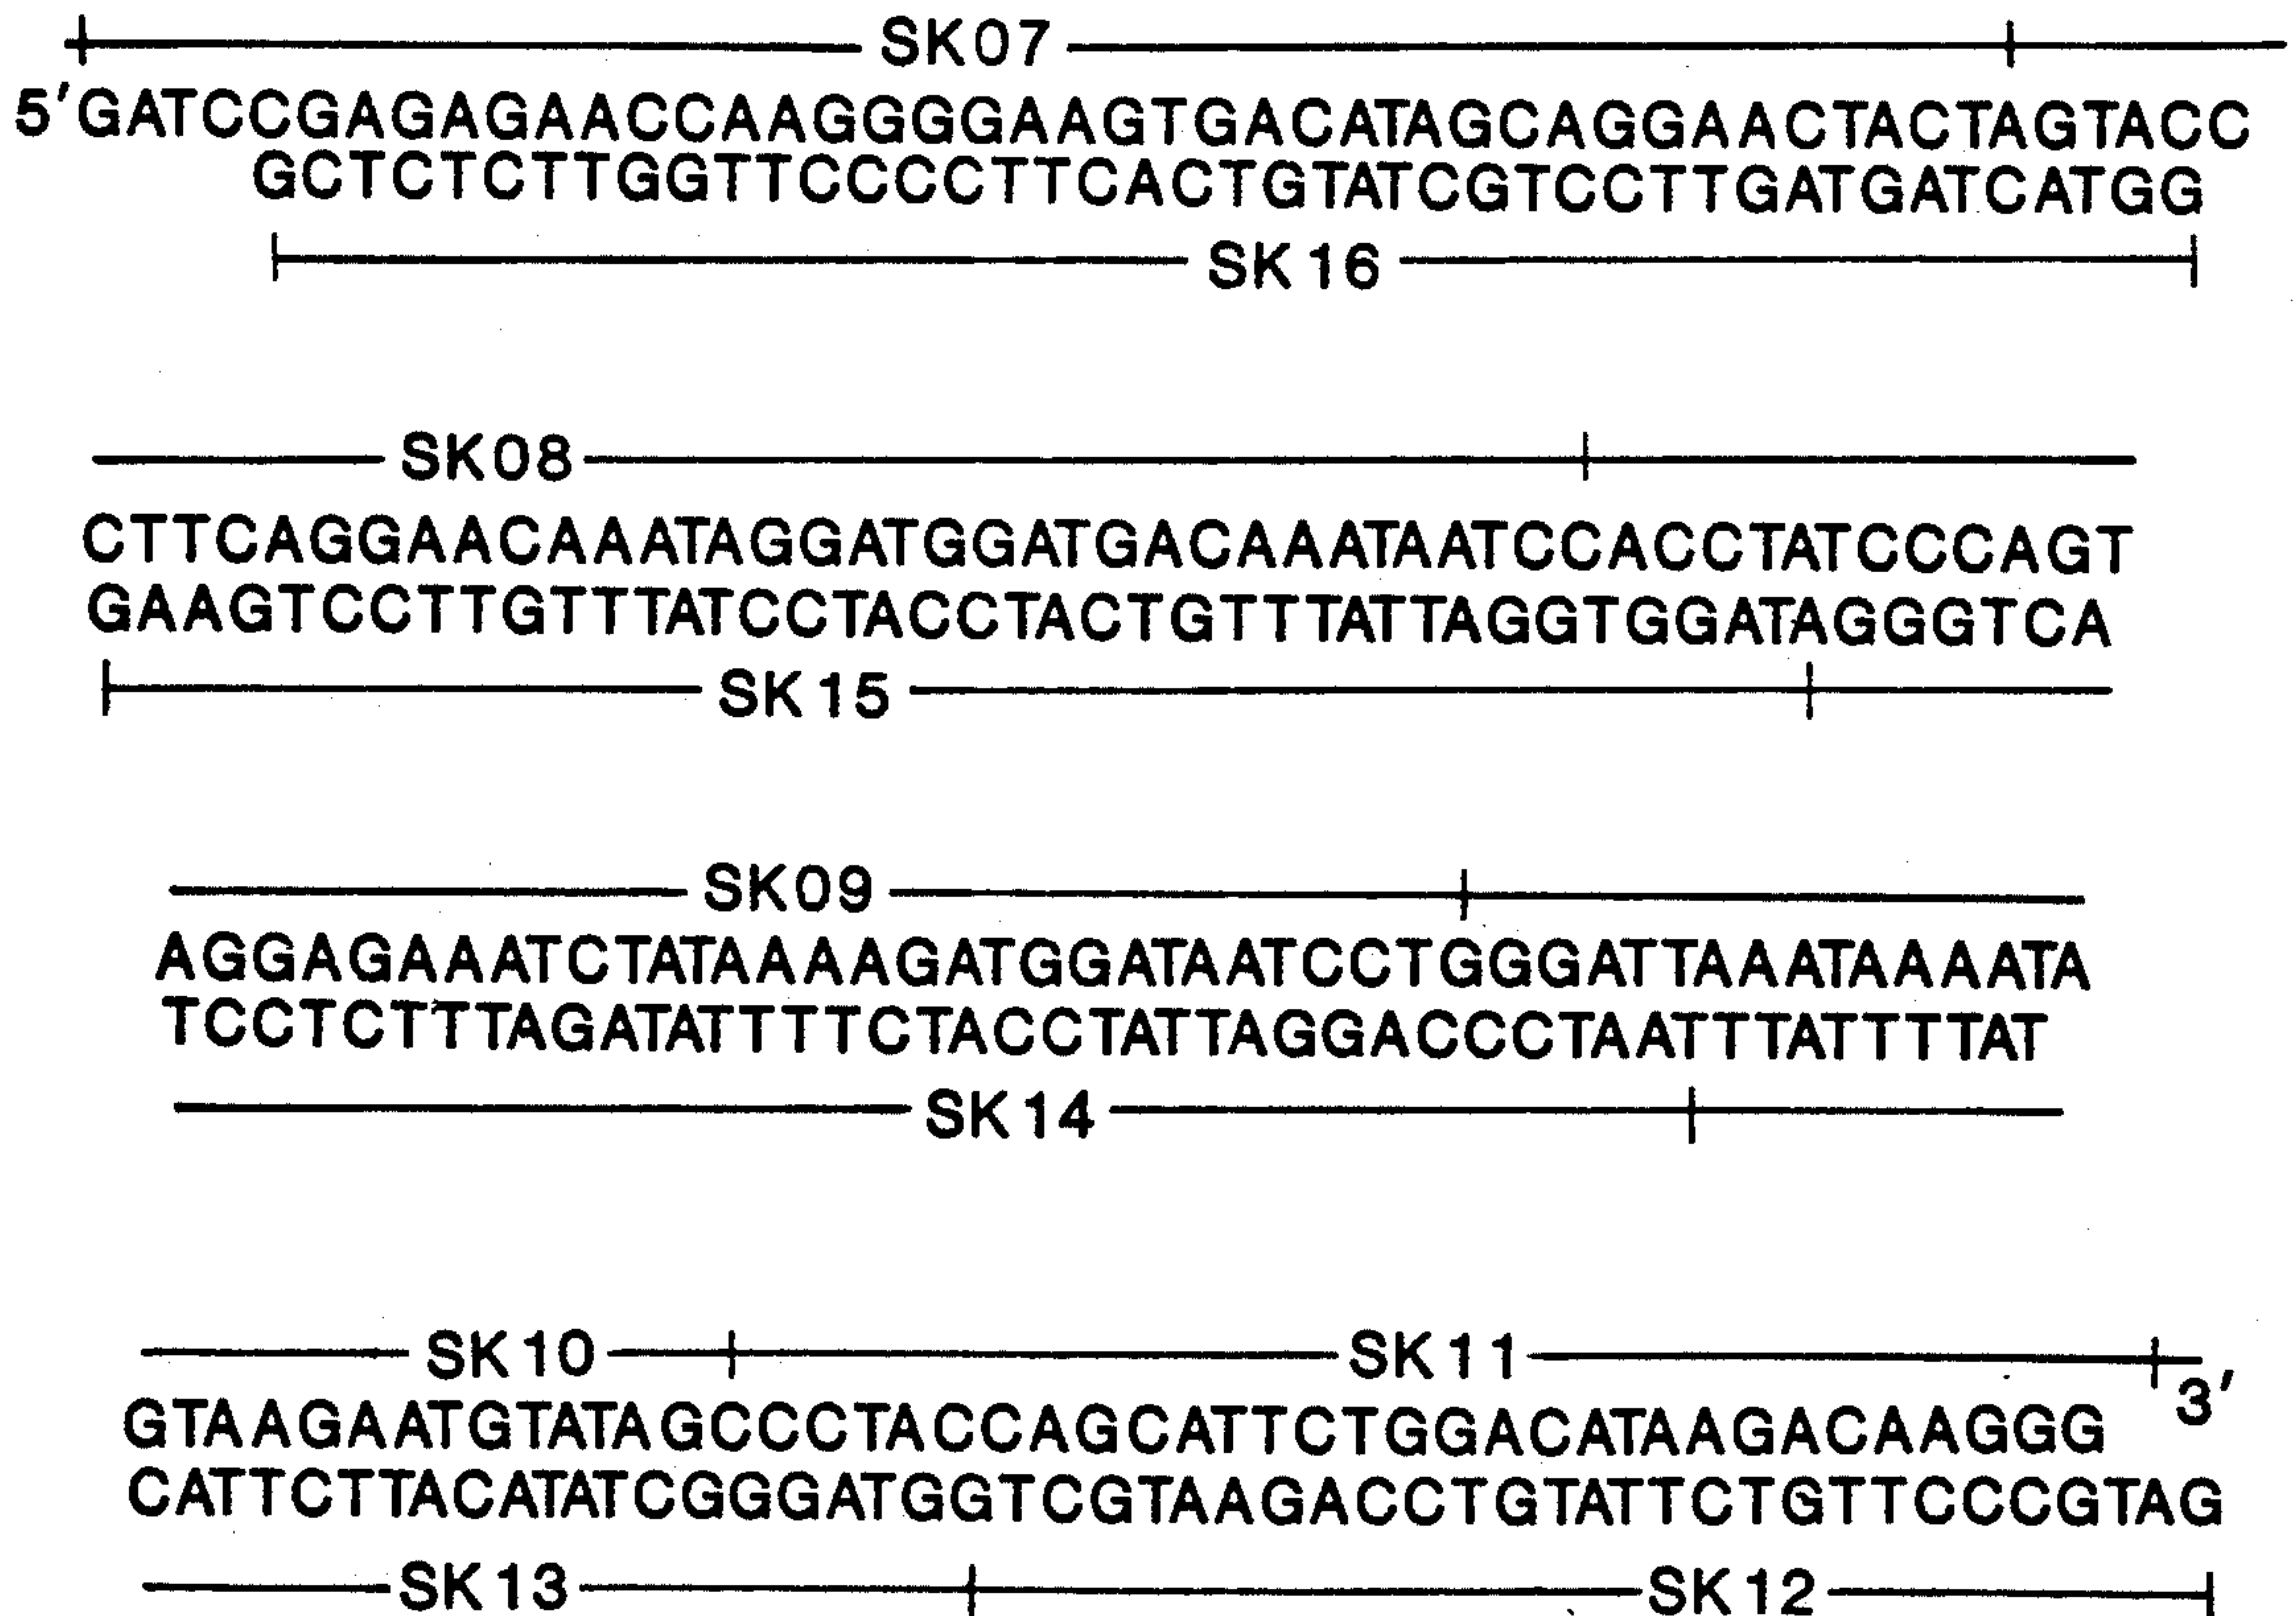 SK07
5'GATCCGAGAGAACCAAGGGGAAGTGACATAGCAGGAACTACTAGTACC
GCTCTCTTGGTTCCCCTTCACTGTATCGTCCTTGATGATCATGG
SK16
SK08
CTTCAGGAACAAATAGGATGGATGACAAATAATCCACCTATCCCAGT
GAAGTCCTTGTTTATCCTACCTACTGTTTATTAGGTGGATAGGGTCA
SK15
SK09
AGGAGAAATCTATAAAAGATGGATAATCCTGGGATTAAATAAAATA
TCCTCTTTAGATATTTTCTACCTATTAGGACCCTAATTTATTTTAT
SK14
SK10 SK11
3'
GTAAGAATGTATAGCCCTACCAGCATTCTGGACATAAGACAAGGG
CATTCTTACATATCGGGATGGTCGTAAGACCTGTATTCTGTTCCCGTAG
SK13 SK12